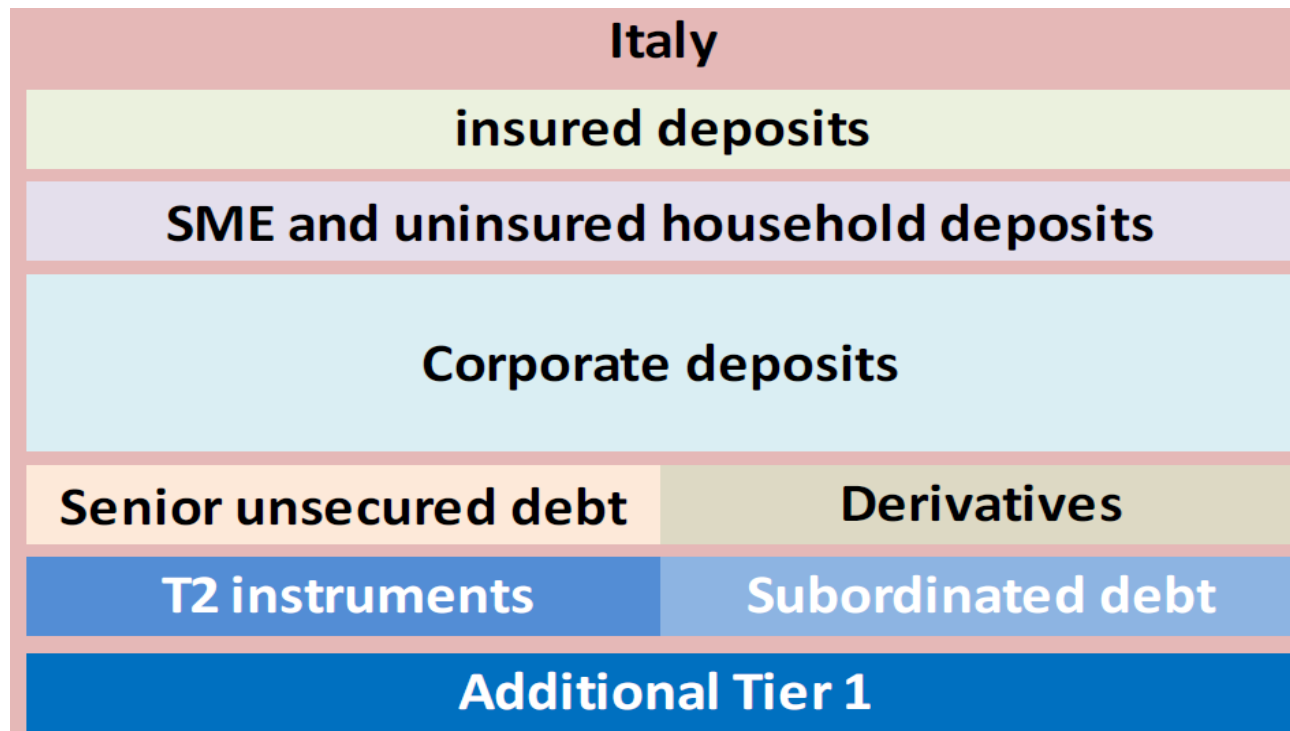 Italy
insured deposits
SME and uninsured household deposits
Corporate deposits
Senior unsecured debt
Derivatives
T2 instruments
Subordinated debt
Additional Tier 1